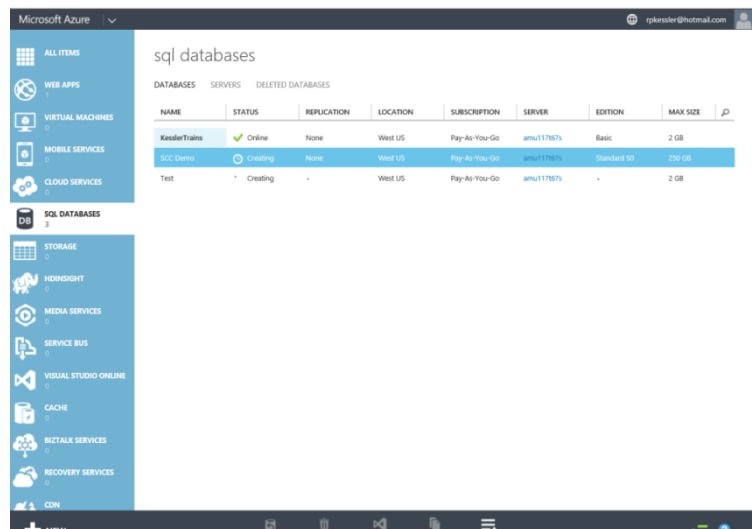 Microsoft Azure
rpkessler@hotmail.com
ALL ITEMS
WEB APPS
1
VIRTUAL MACHINES
0
MOBILE SERVICES
0
CLOUD SERVICES
0
SQL DATABASES
3
STORAGE
0
HDINSIGHT
0
MEDIA SERVICES
0
SERVICE BUS
0
VISUAL STUDIO ONLINE
0
CACHE
0
BIZTALK SERVICES
0
RECOVERY SERVICES
0
CDN
NEW
sql databases
DATABASES SERVERS DELETED DATABASES
NAME STATUS REPLICATION LOCATION SUBSCRIPTION SERVER EDITION MAX SIZE
KesslerTrains Online None West US Pay-As-You-Go amu117t67s Basic 2 GB
SCC Demo Creating None West US Pay-As-You-Go amu117t67s Standard S0 250 GB
Test Creating - West US Pay-As-You-Go amu117t67s - 2 GB
DB